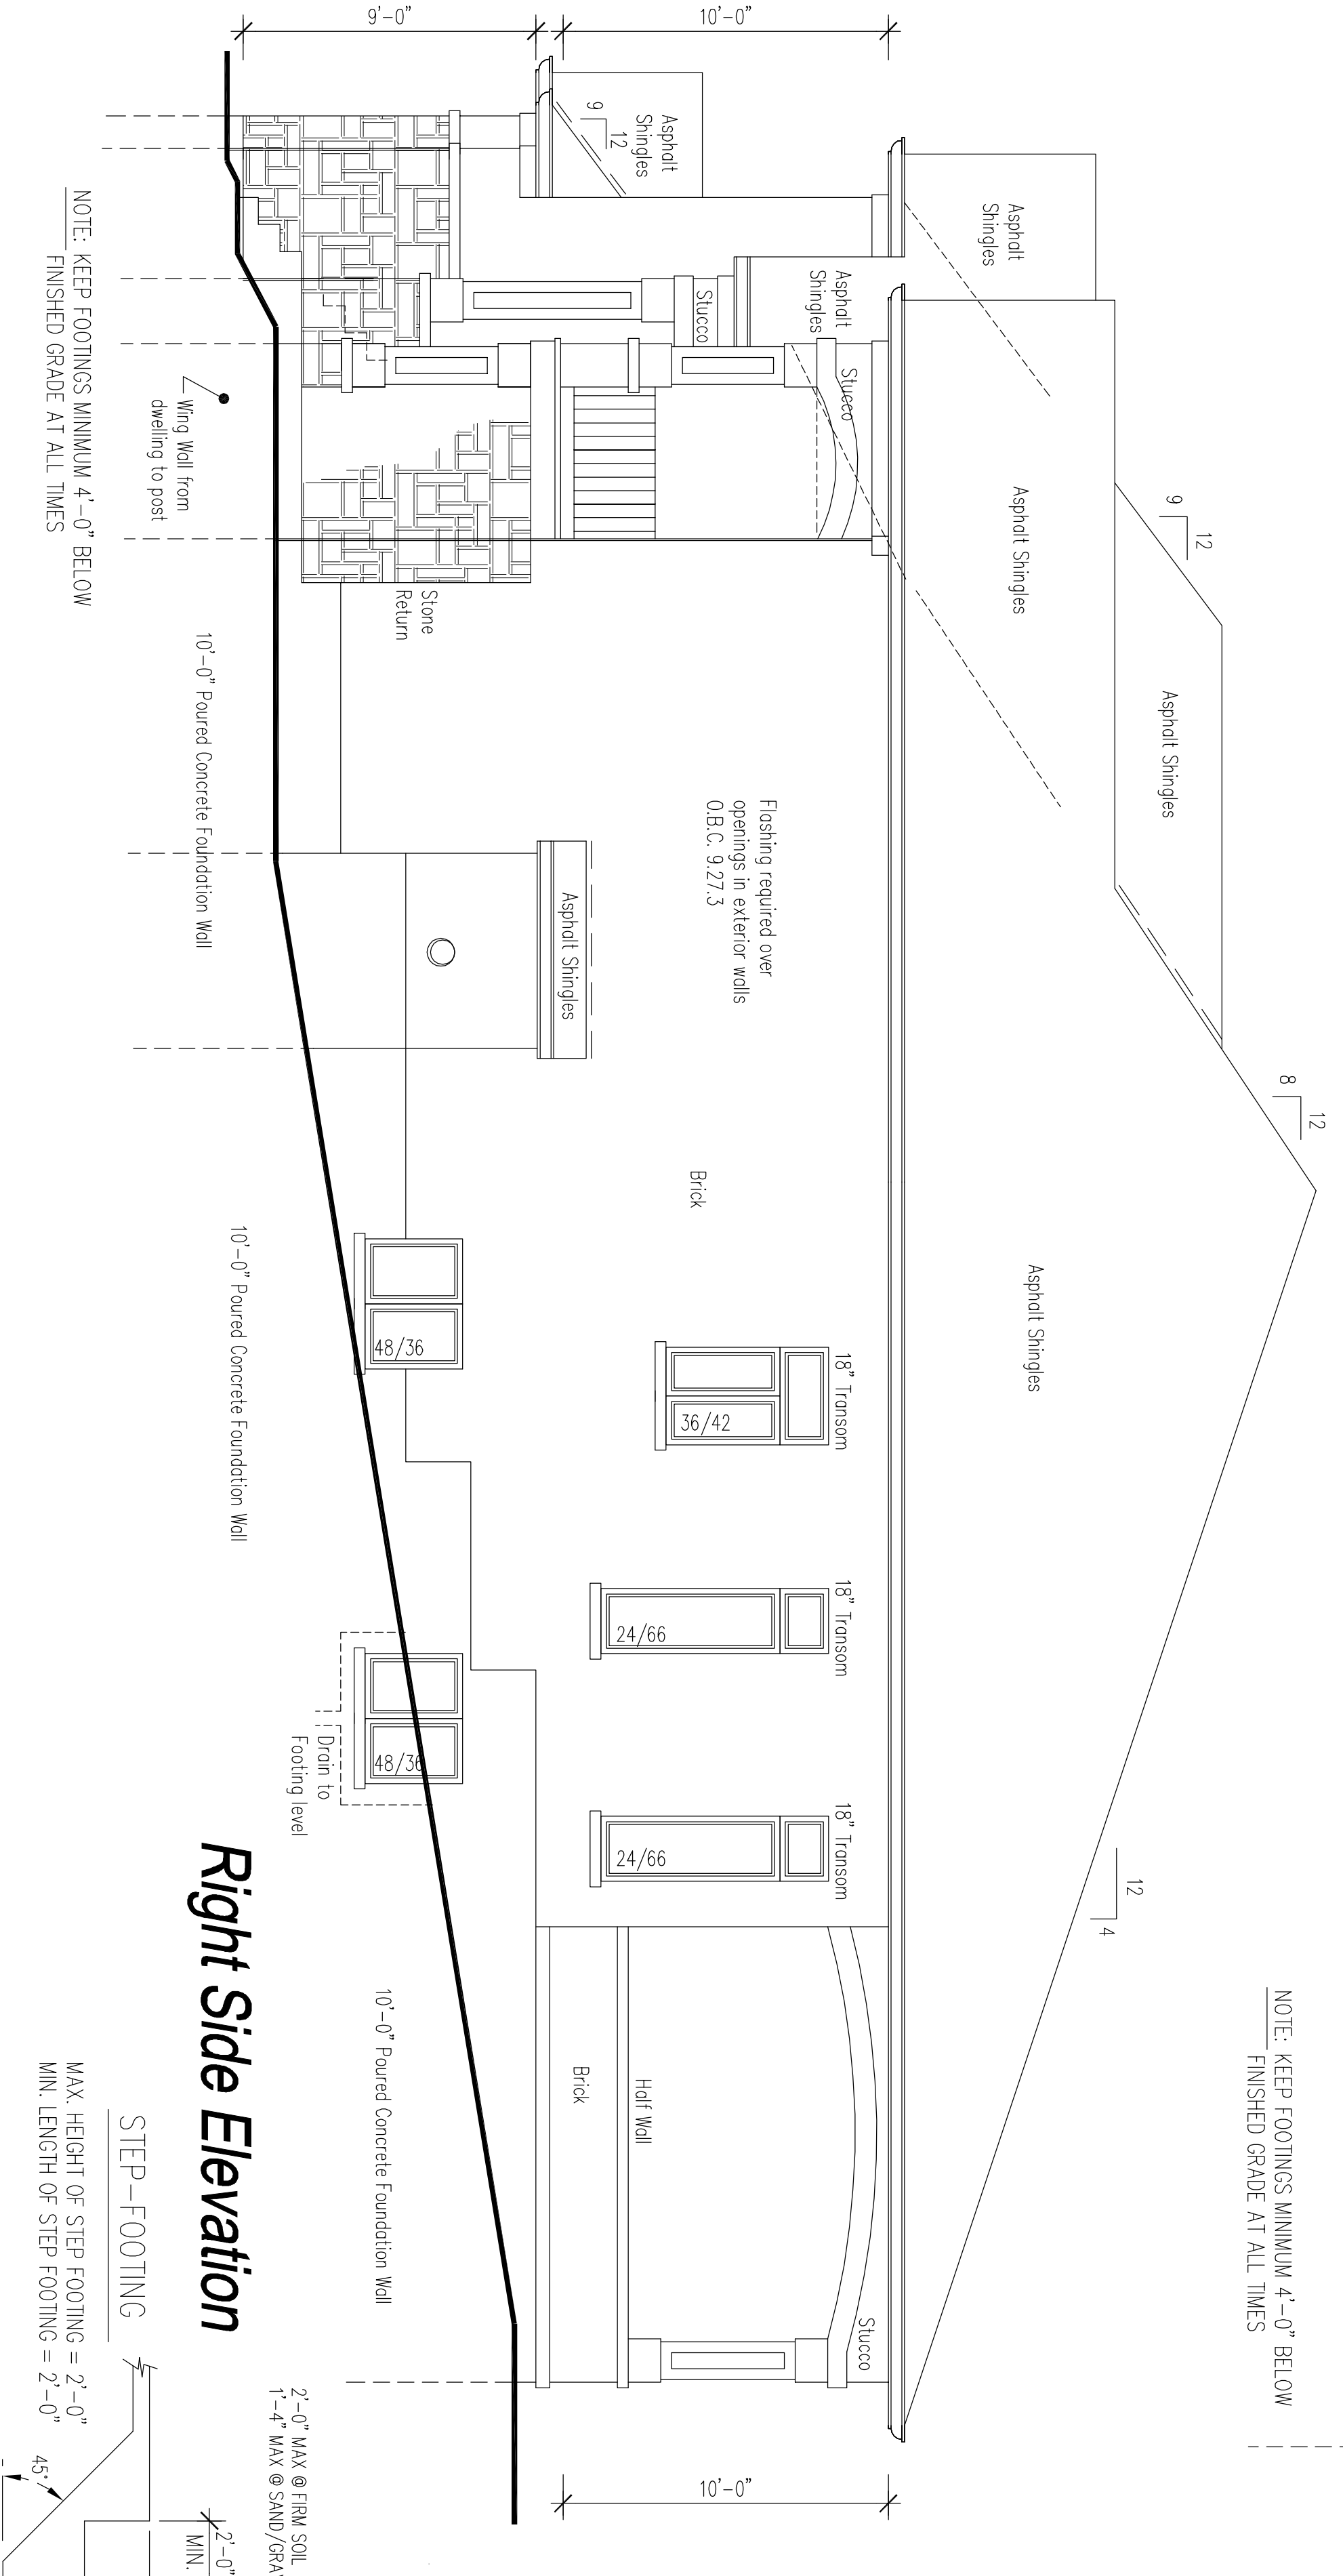 NOTE: KEEP FOOTINGS MINIMUM 4'-0" BELOW
FINISHED GRADE AT ALL TIMES
12
8
12
9
12
4
Asphalt Shingles
Asphalt
Shingles
Asphalt Shingles
Asphalt Shingles
10'-0"
10'-0"
Asphalt
Shingles
Stucco
Stucco
Stucco
18" Transom
18" Transom
18" Transom
36/42
24/66
24/66
Flashing required over
openings in exterior walls
O.B.C. 9.27.3
Brick
Asphalt
Shingles
12
9
Half Wall
Brick
Asphalt Shingles
9'-0"
Stone
Return
48/36
48/36
Drain to
Footing level
Wing Wall from
dwelling to post
10'-0" Poured Concrete Foundation Wall
10'-0" Poured Concrete Foundation Wall
10'-0" Poured Concrete Foundation Wall
NOTE: KEEP FOOTINGS MINIMUM 4'-0" BELOW
FINISHED GRADE AT ALL TIMES
Right Side Elevation
2'-0" MAX @ FIRM SOIL
1'-4" MAX @ SAND/GRA
2'-0"
MIN.
STEP-FOOTING
MAX. HEIGHT OF STEP FOOTING = 2'-0"
MIN. LENGTH OF STEP FOOTING = 2'-0"
45°